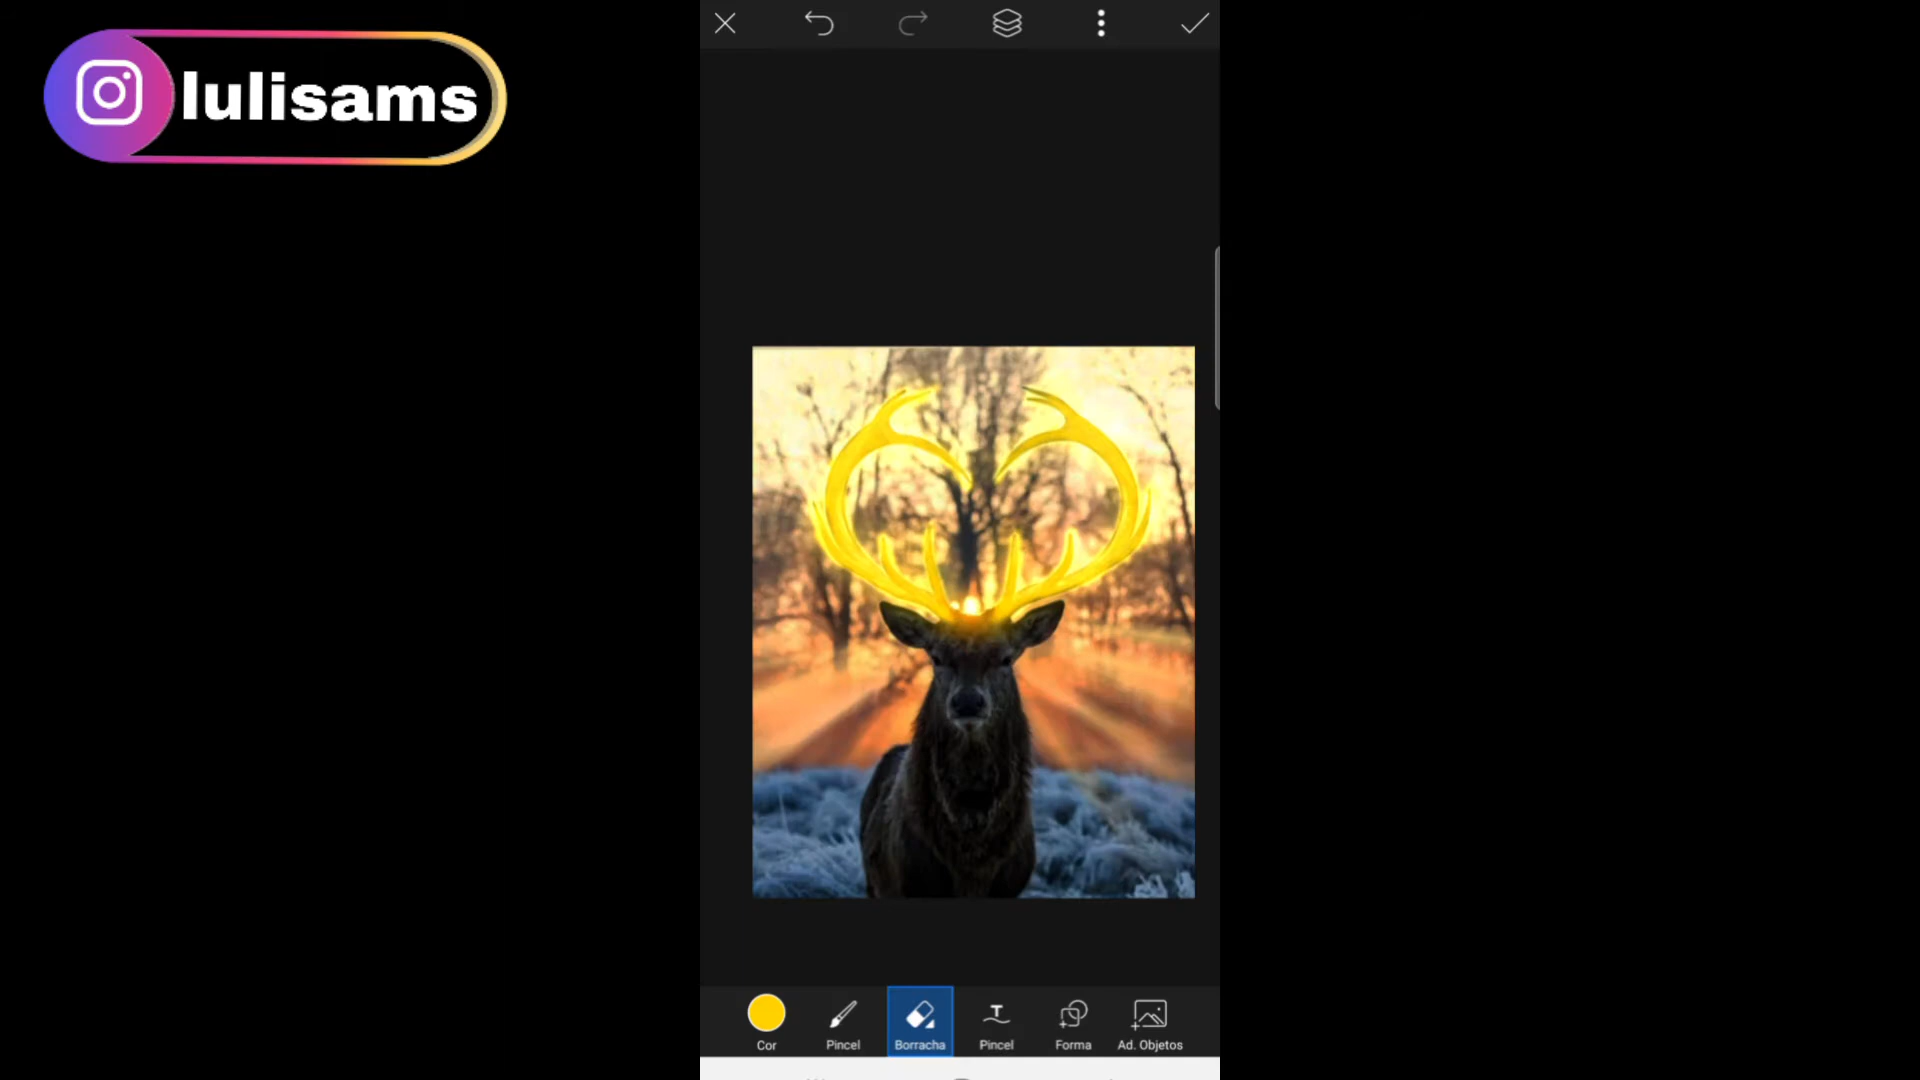 lulisams
Cor
Pincel
Borracha
T
Pincel
Forma
Ad. Objetos